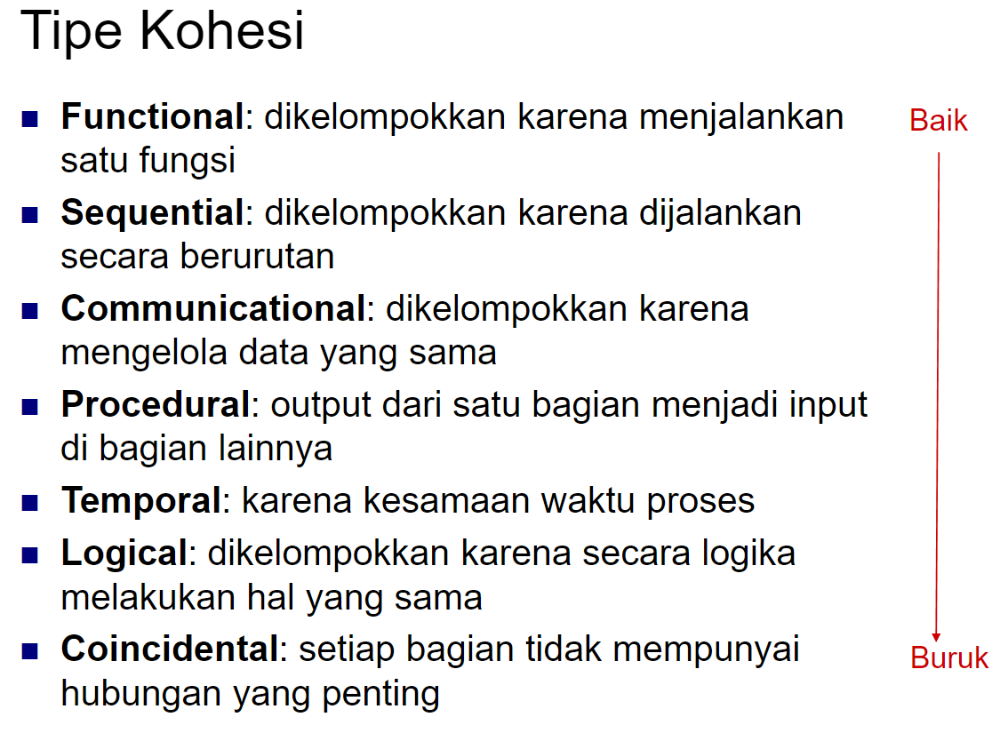 Tipe Kohesi
Functional: dikelompokkan karena menjalankan
satu fungsi
Baik
Sequential: dikelompokkan karena dijalankan
secara berurutan
Communicational: dikelompokkan karena
mengelola data yang sama
Procedural: output dari satu bagian menjadi input
di bagian lainnya
Temporal: karena kesamaan waktu proses
Logical: dikelompokkan karena secara logika
melakukan hal yang sama
Coincidental: setiap bagian tidak mempunyai
hubungan yang penting
Buruk